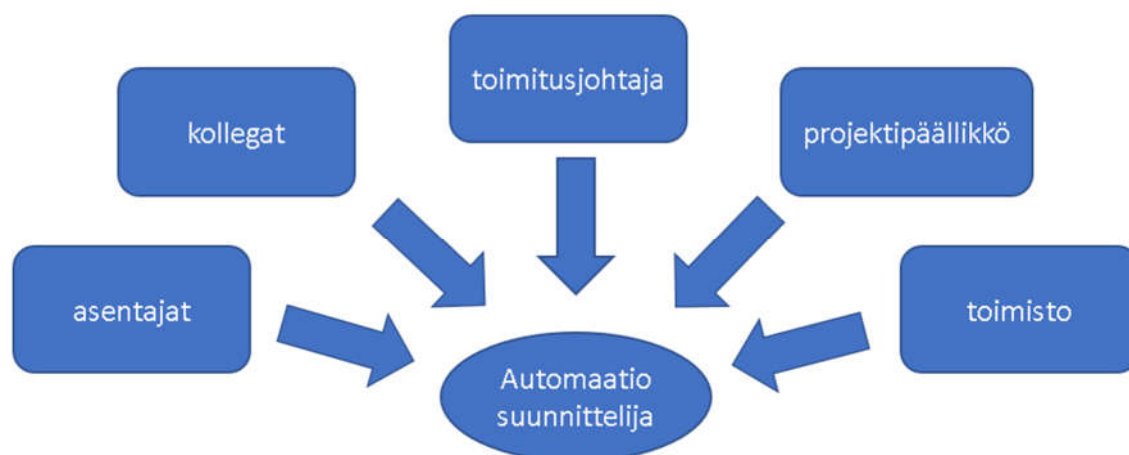 toimitusjohtaja
kollegat
projektipäällikkö
asentajat
toimisto
Automaatio
suunnittelija